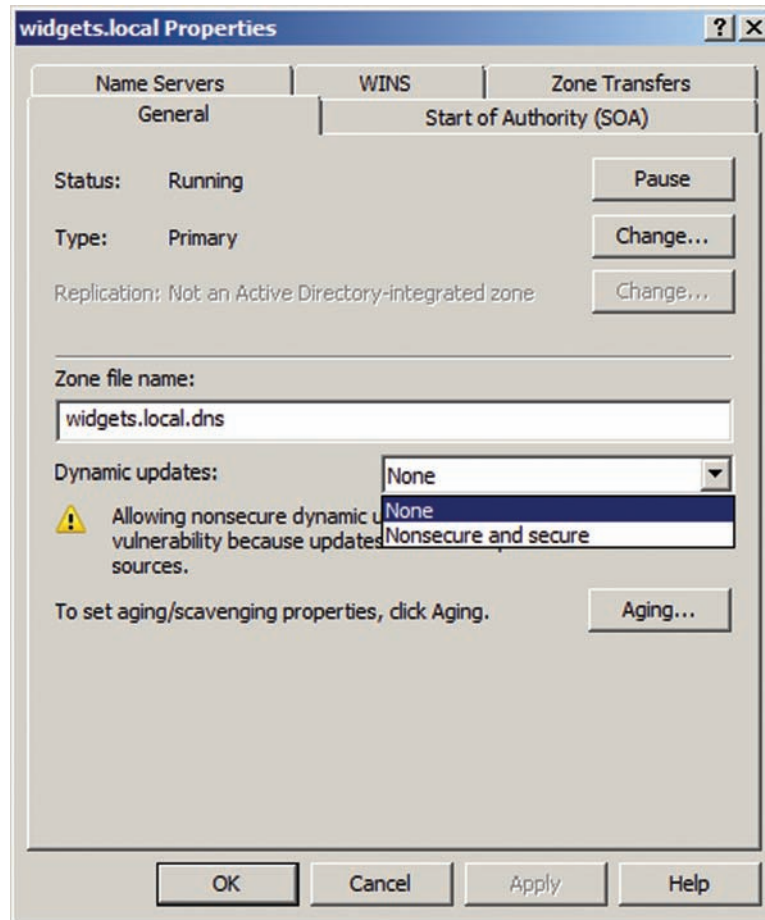 widgets.local Properties
Name Servers
WINS
Zone Transfers
General
Start of Authority (SOA)
Status: Running
Pause
Type: Primary
Change...
Replication: Not an Active Directory-integrated zone
Change...
Zone file name:
widgets.local.dns
Dynamic updates:
None
None
Nonsecure and secure
Allowing nonsecure dynamic
vulnerability because updates
sources.
To set aging/scavenging properties, click Aging.
Aging...
OK
Cancel
Apply
Help